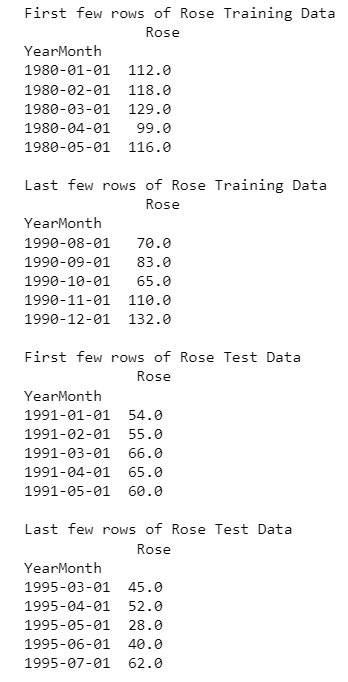 First few rows of Rose Training Data
Rose
YearMonth
1980-01-01 112.0
1980-02-01 118.0
1980-03-01 129.0
1980-04-01 99.0
1980-05-01 116.0
Last few rows of Rose Training Data
Rose
YearMonth
1990-08-01 70.0
1990-09-01 83.0
1990-10-01 65.0
1990-11-01 110.0
1990-12-01 132.0
First few rows of Rose Test Data
Rose
YearMonth
1991-01-01 54.0
1991-02-01 55.0
1991-03-01 66.0
1991-04-01 65.0
1991-05-01 60.0
Last few rows of Rose Test Data
Rose
YearMonth
1995-03-01 45.0
1995-04-01 52.0
1995-05-01 28.0
1995-06-01 40.0
1995-07-01 62.0